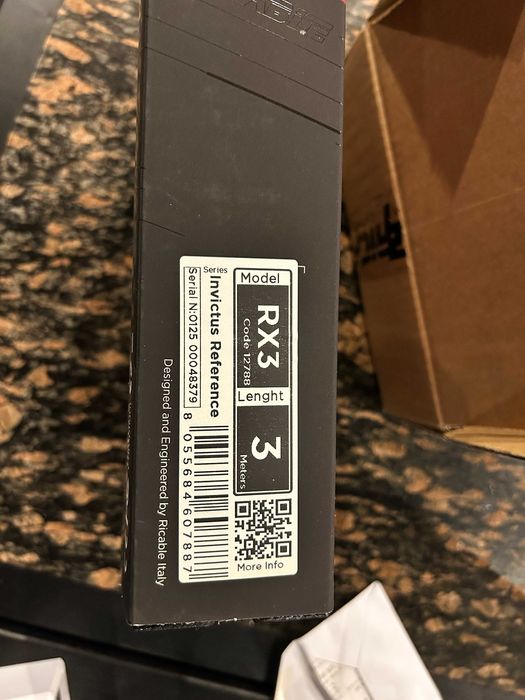 Model
RX3
Code 12788
Lenght
3
Meters
Series
Invictus Reference
Serial N:0125 00048379
8 055684 607887
More Info
Designed and Engineered by Ricable Italy